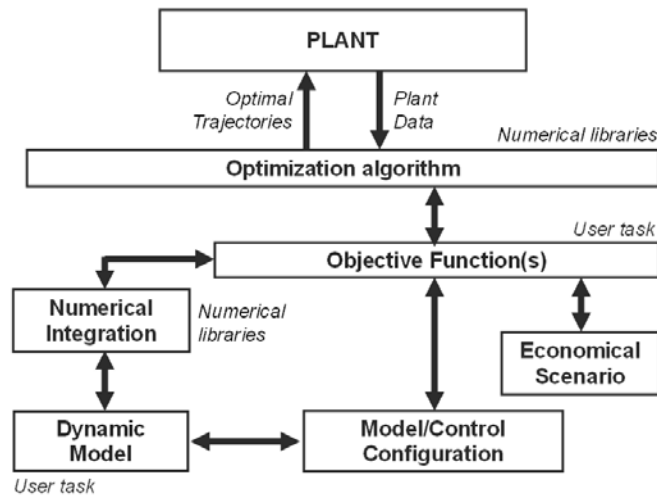 PLANT
Optimal
Trajectories
Plant
Data
Numerical libraries
Optimization algorithm
User task
Objective Function(s)
Numerical
Integration
Numerical
libraries
Economical
Scenario
Dynamic
Model
Model/Control
Configuration
User task